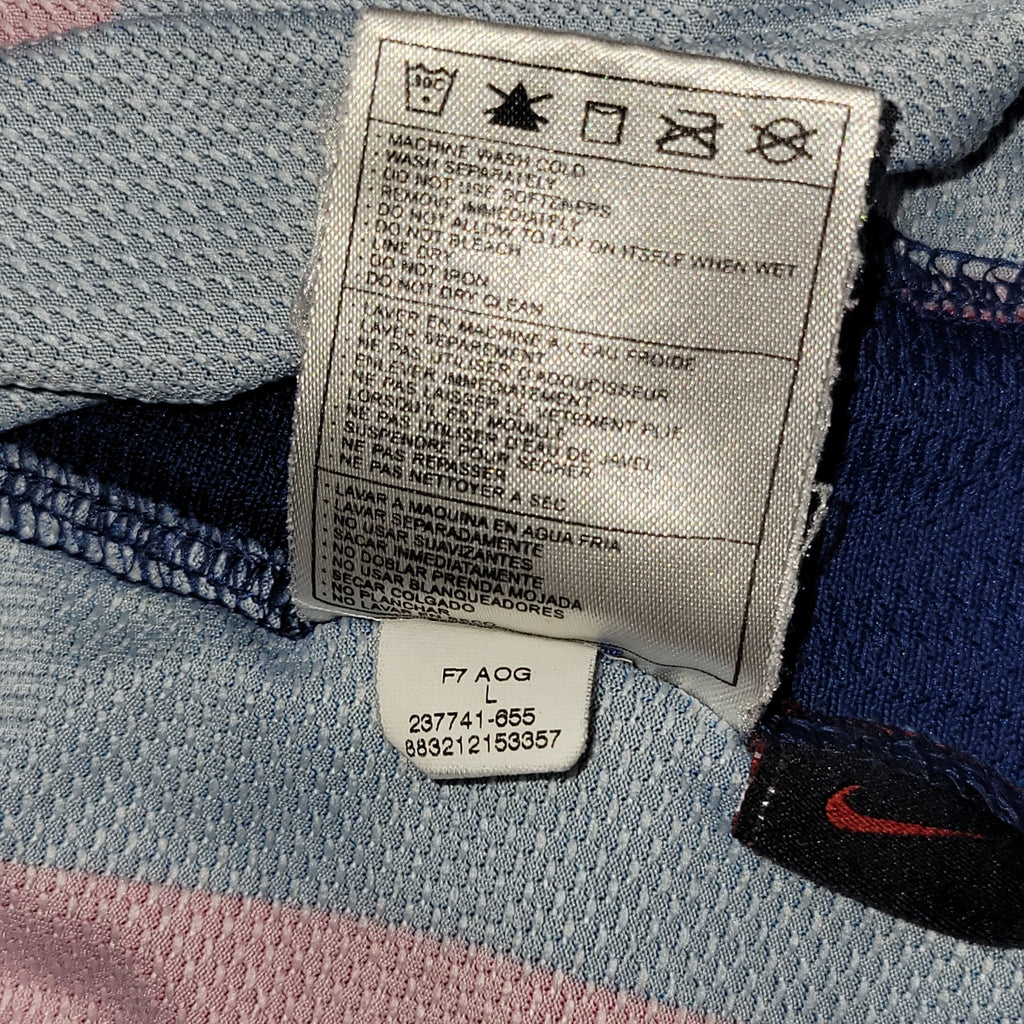 30C
· MACHINE WASH COLD
· WASH SEPARATELY
· DO NOT USE SOFTENERS
· REMOVE IMMEDIATELY
· DO NOT ALLOW TO LAY ON ITSELF WHEN WET
· DO NOT BLEACH
· LINE DRY
· DO NOT IRON
· DO NOT DRY CLEAN
· LAVER EN MACHINE A L'EAU FROIDE
· LAVER SEPAREMENT
· NE PAS UTILISER D'ADOUCISSEUR
· ENLEVER IMMEDIATEMENT
· NE PAS LAISSER LE VETEMENT PLIE
LORSQU'IL EST MOUILLE
· NE PAS UTILISER D'EAU DE JAVEL
· SUSPENDRE POUR SECHER
· NE PAS REPASSER
· NE PAS NETTOYER A SEC
· LAVAR A MAQUINA EN AGUA FRIA
· LAVAR SEPARADAMENTE
· NO USAR SUAVIZANTES
· SACAR INMEDIATAMENTE
· NO DOBLAR PRENDA MOJADA
· NO USAR BLANQUEADORES
· SECAR COLGADO
· NO PLANCHAR
· NO LAVAR EN SECO
F7 AOG
L
237741-655
883212153357